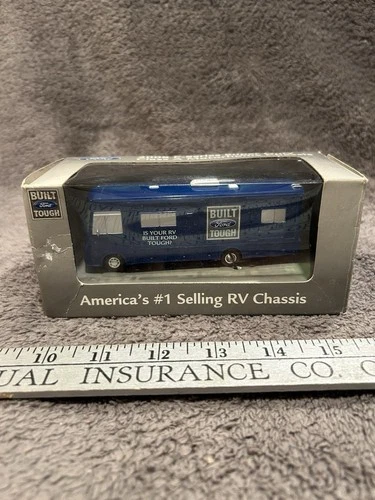 BUILT
Ford
TOUGH
IS YOUR RV
BUILT FORD
TOUGH?
BUILT
Ford
TOUGH
America's #1 Selling RV Chassis
10 11 12 13 14 15
UAL INSURANCE CO.